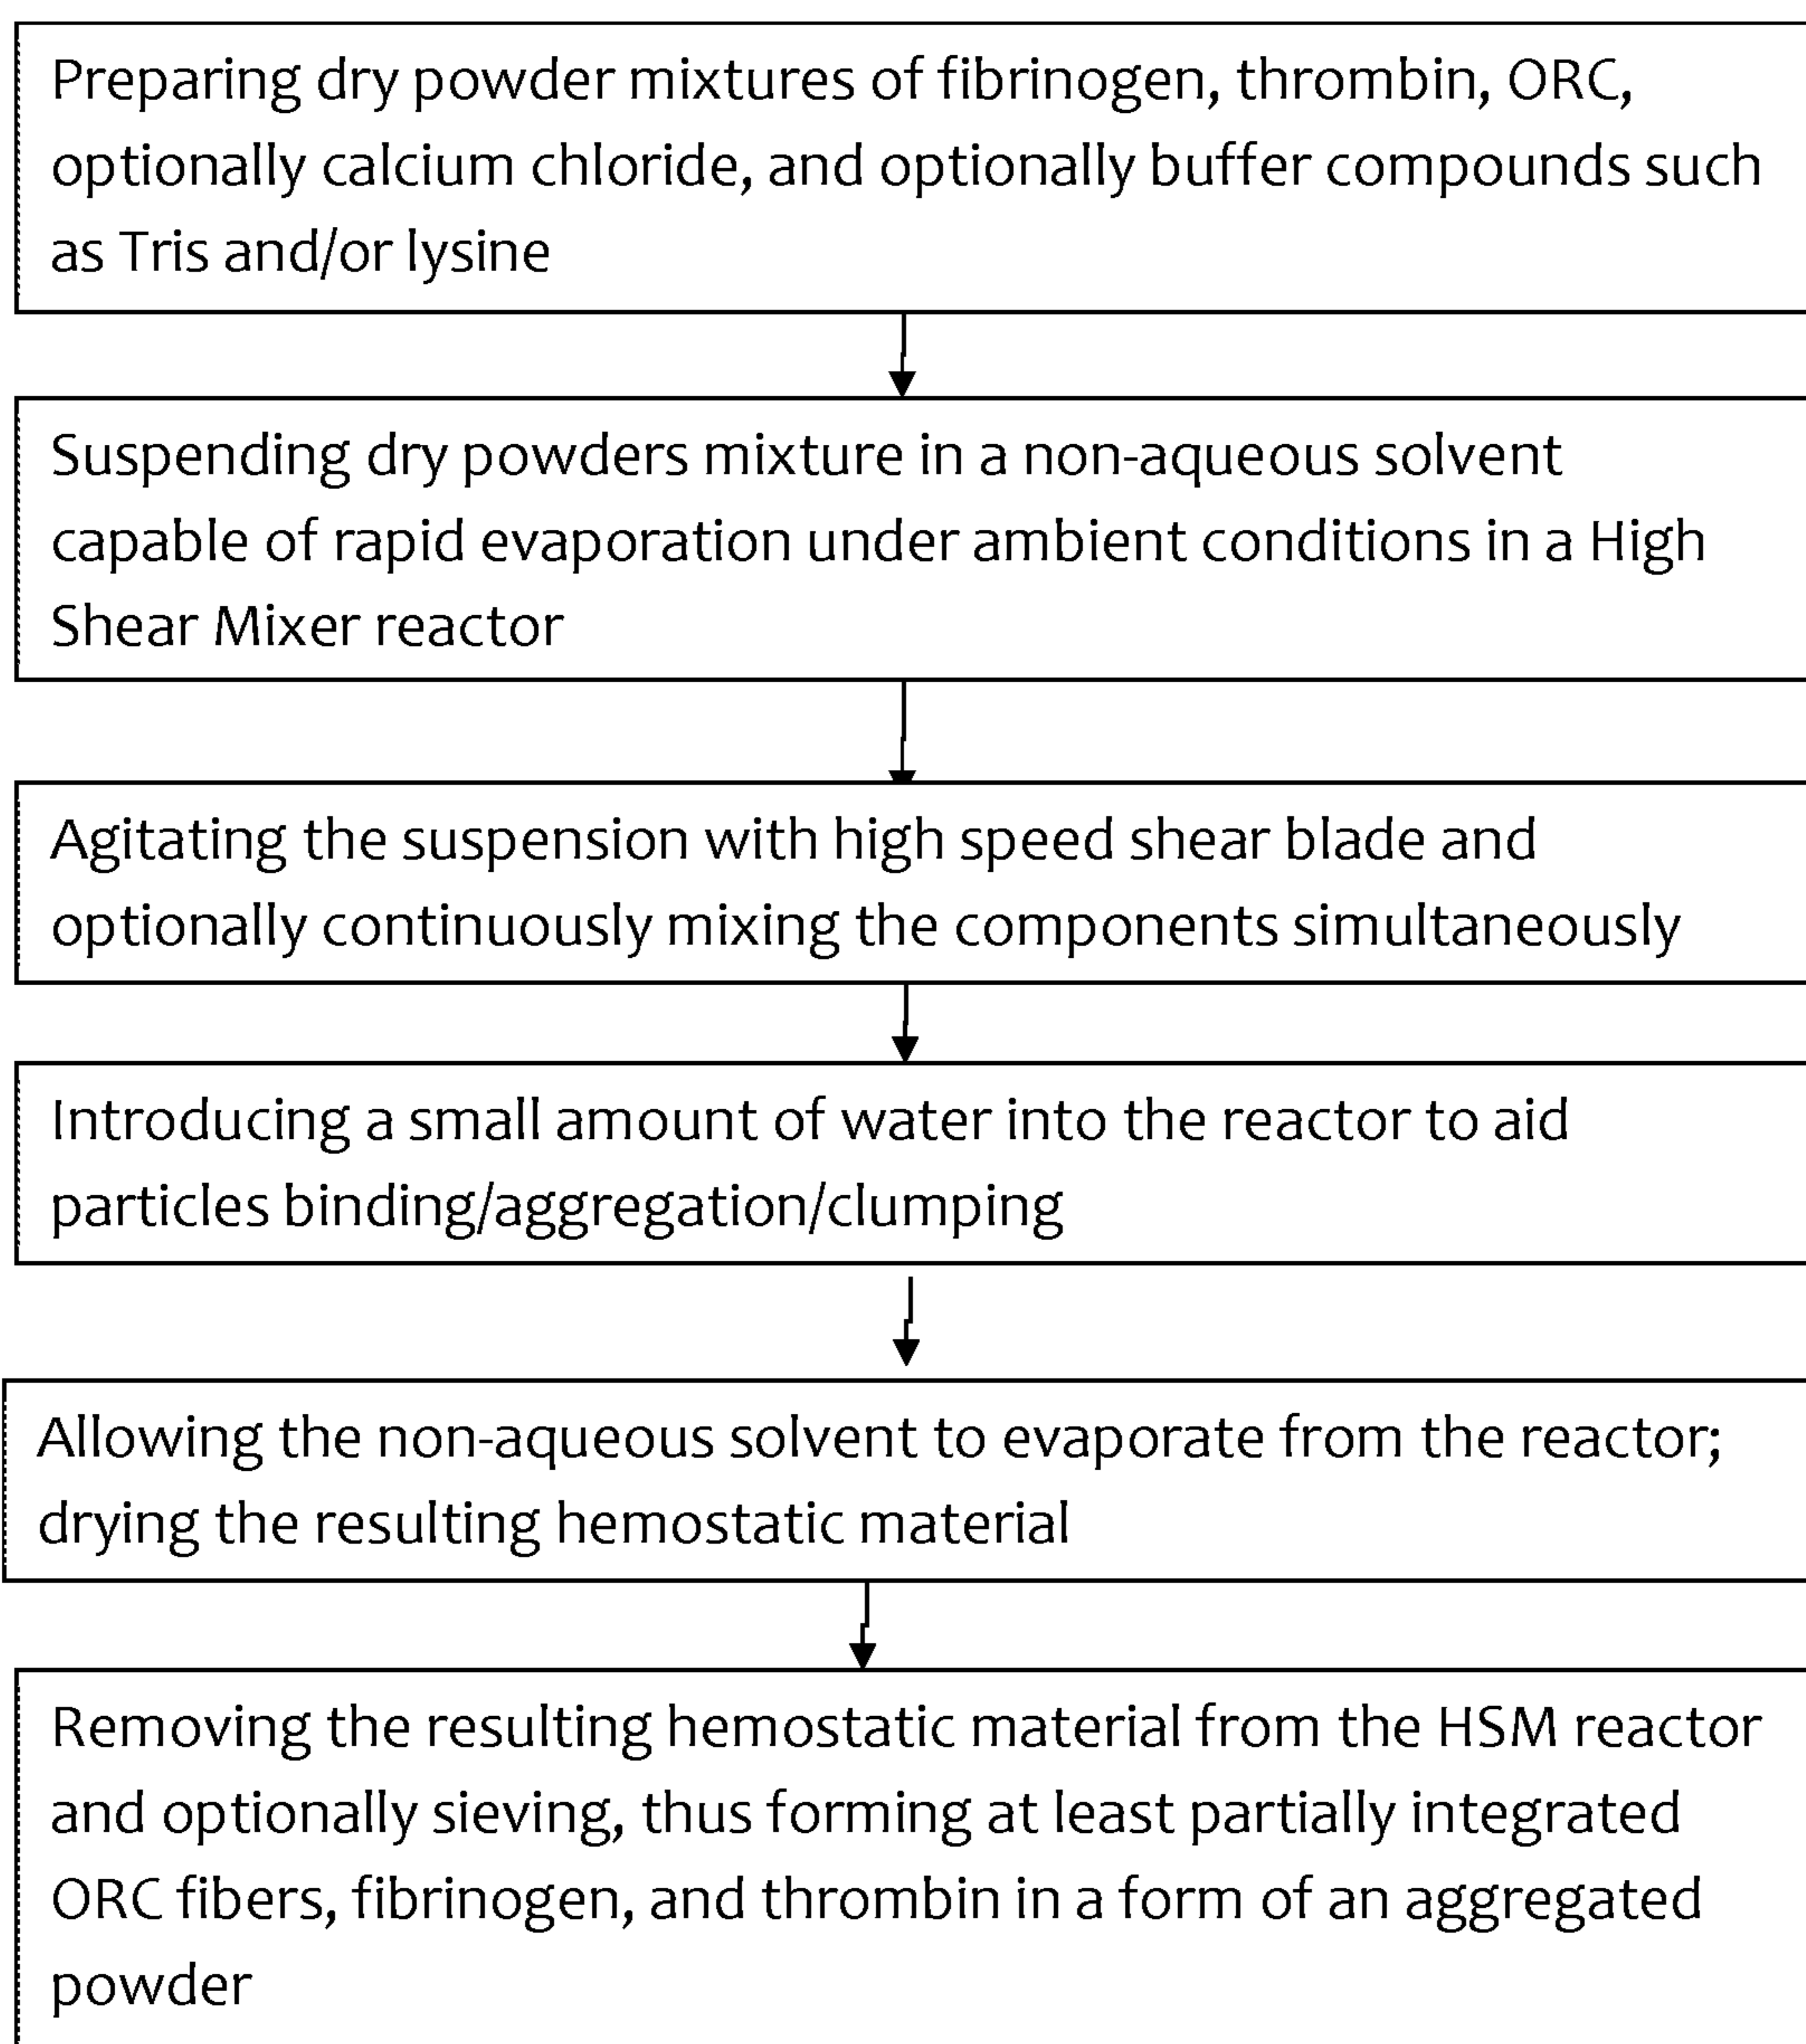 Preparing dry powder mixtures of fibrinogen, thrombin, ORC,
optionally calcium chloride, and optionally buffer compounds such
as Tris and/or lysine
Suspending dry powders mixture in a non-aqueous solvent
capable of rapid evaporation under ambient conditions in a High
Shear Mixer reactor
Agitating the suspension with high speed shear blade and
optionally continuously mixing the components simultaneously
Introducing a small amount of water into the reactor to aid
particles binding/aggregation/clumping
Allowing the non-aqueous solvent to evaporate from the reactor;
drying the resulting hemostatic material
Removing the resulting hemostatic material from the HSM reactor
and optionally sieving, thus forming at least partially integrated
ORC fibers, fibrinogen, and thrombin in a form of an aggregated
powder